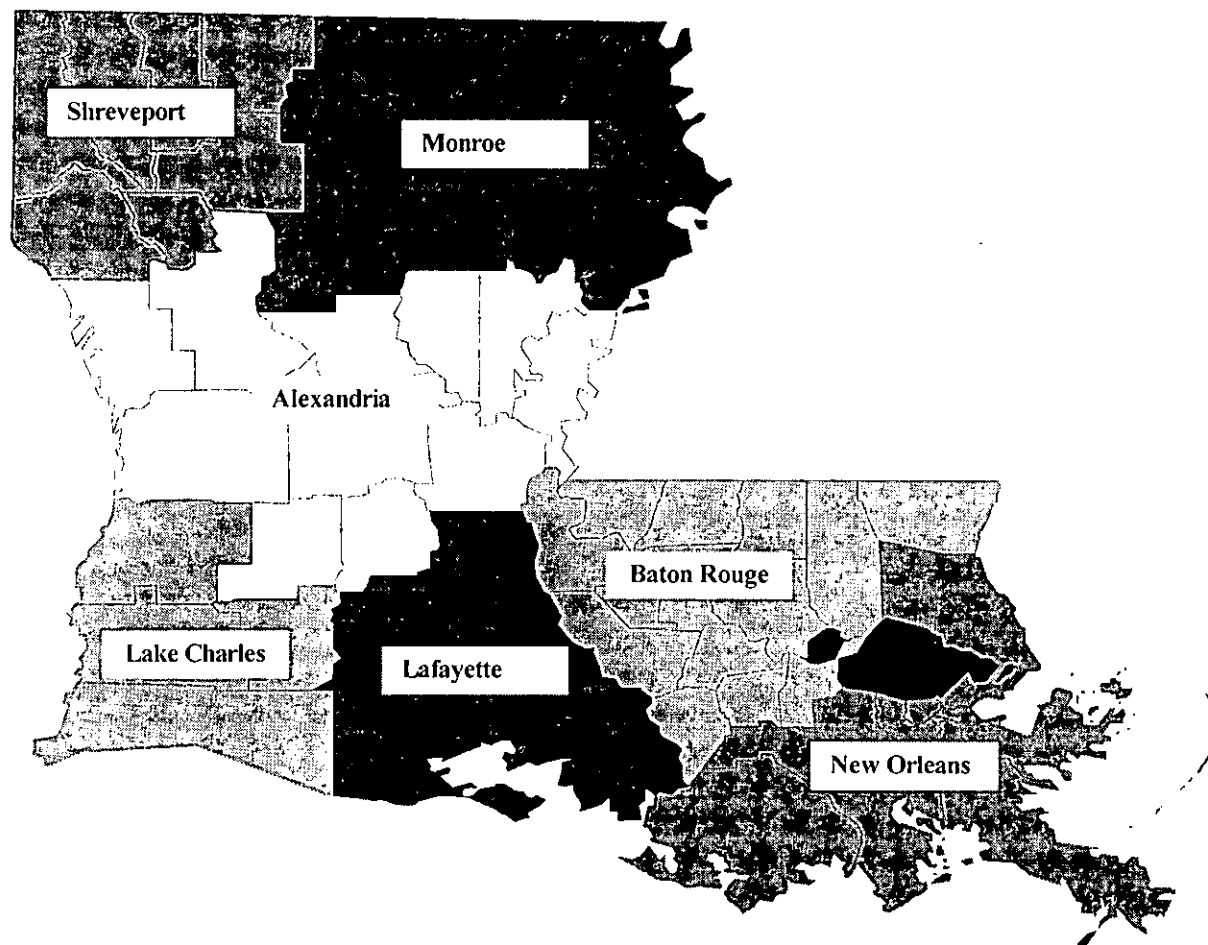 Shreveport
Monroe
Alexandria
Baton Rouge
Lake Charles
Lafayette
New Orleans